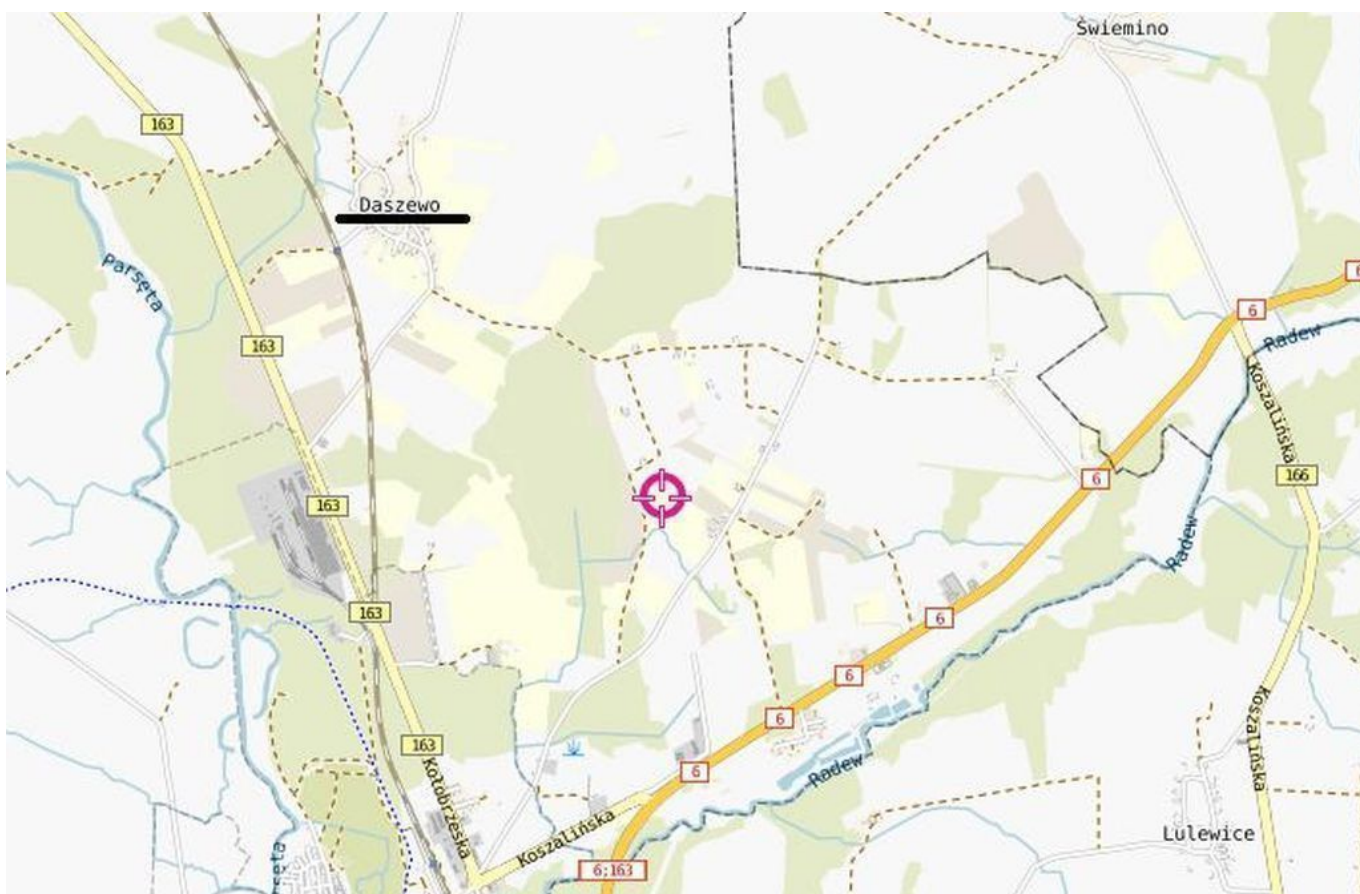 Świemino
163
Daszewo
Parsęta
6
6
Radew
163
Koszalińska
6
166
163
Radew
163
6
6
Koszalińska
6
163
Kołobrzeska
6
Radew
Koszalińska
Lulewice
Parsęta
6;163